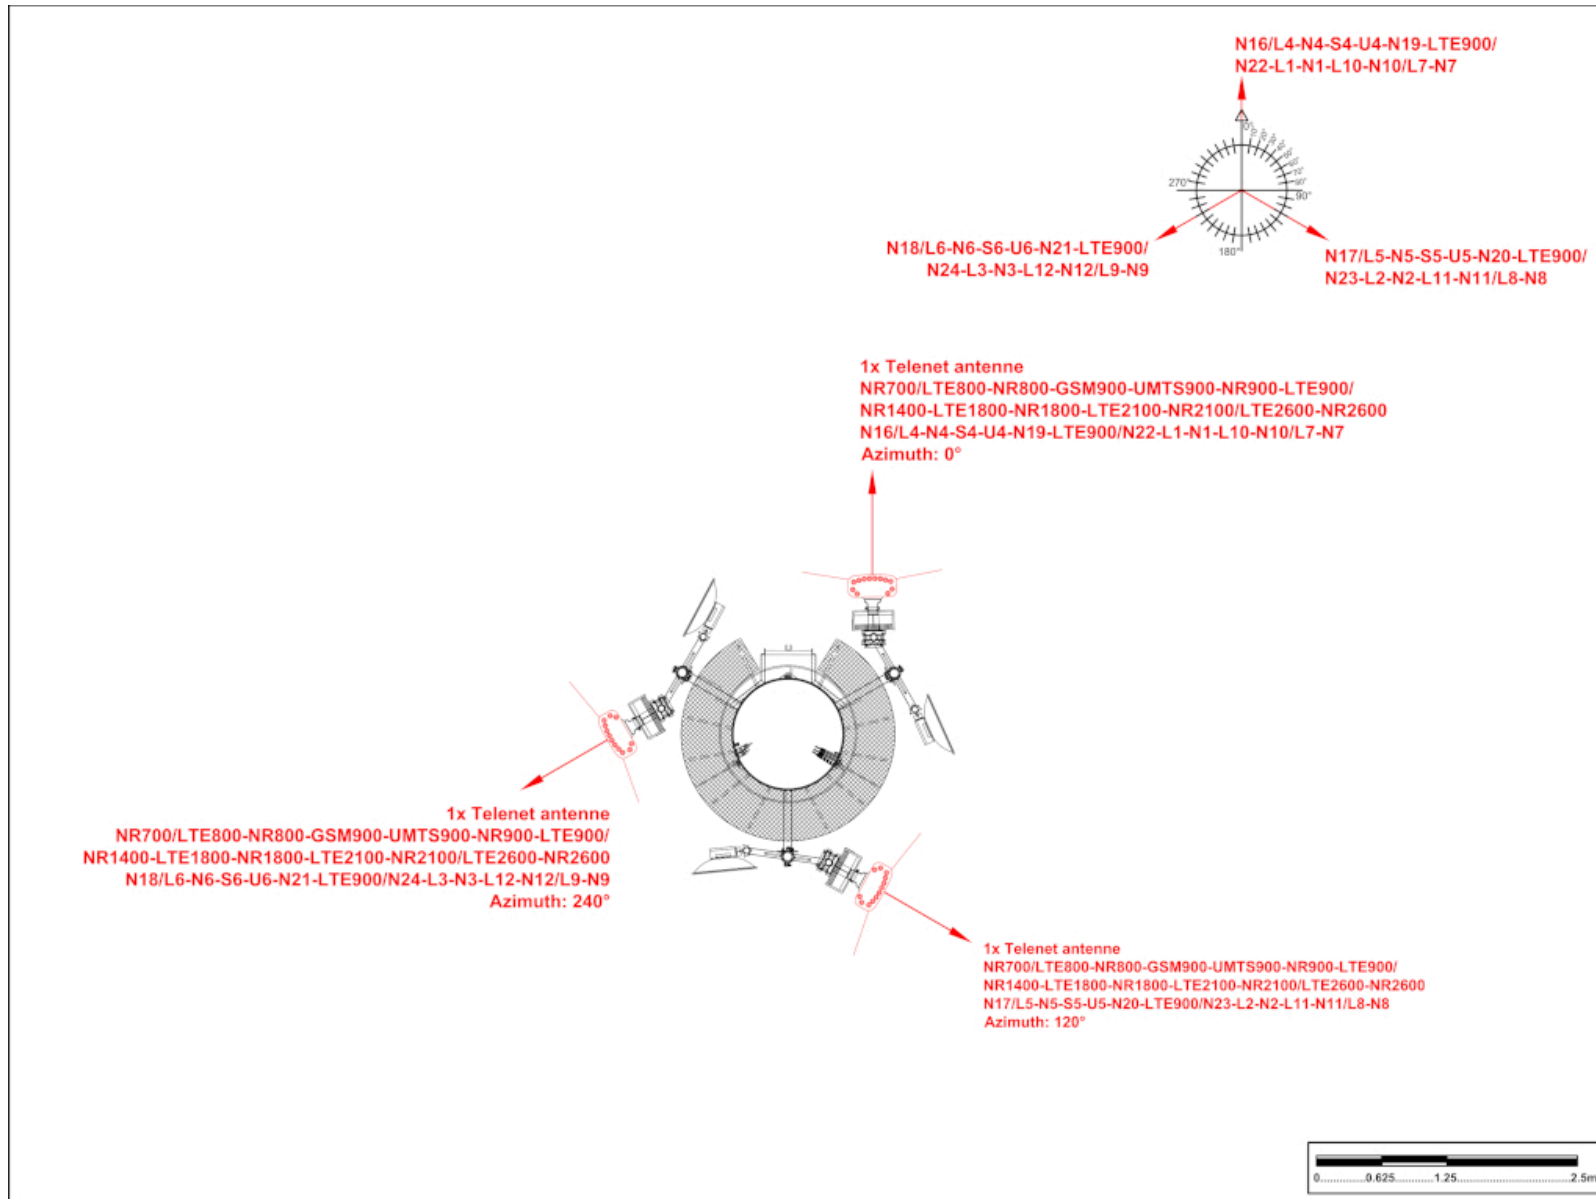 N16/L4-N4-S4-U4-N19-LTE900/
N22-L1-N1-L10-N10/L7-N7
0°
270°
90°
180°
N18/L6-N6-S6-U6-N21-LTE900/
N24-L3-N3-L12-N12/L9-N9
N17/L5-N5-S5-U5-N20-LTE900/
N23-L2-N2-L11-N11/L8-N8
1x Telenet antenne
NR700/LTE800-NR800-GSM900-UMTS900-NR900-LTE900/
NR1400-LTE1800-NR1800-LTE2100-NR2100/LTE2600-NR2600
N16/L4-N4-S4-U4-N19-LTE900/N22-L1-N1-L10-N10/L7-N7
Azimuth: 0°
1x Telenet antenne
NR700/LTE800-NR800-GSM900-UMTS900-NR900-LTE900/
NR1400-LTE1800-NR1800-LTE2100-NR2100/LTE2600-NR2600
N18/L6-N6-S6-U6-N21-LTE900/N24-L3-N3-L12-N12/L9-N9
Azimuth: 240°
1x Telenet antenne
NR700/LTE800-NR800-GSM900-UMTS900-NR900-LTE900/
NR1400-LTE1800-NR1800-LTE2100-NR2100/LTE2600-NR2600
N17/L5-N5-S5-U5-N20-LTE900/N23-L2-N2-L11-N11/L8-N8
Azimuth: 120°
0............0.625............1.25............................2.5m